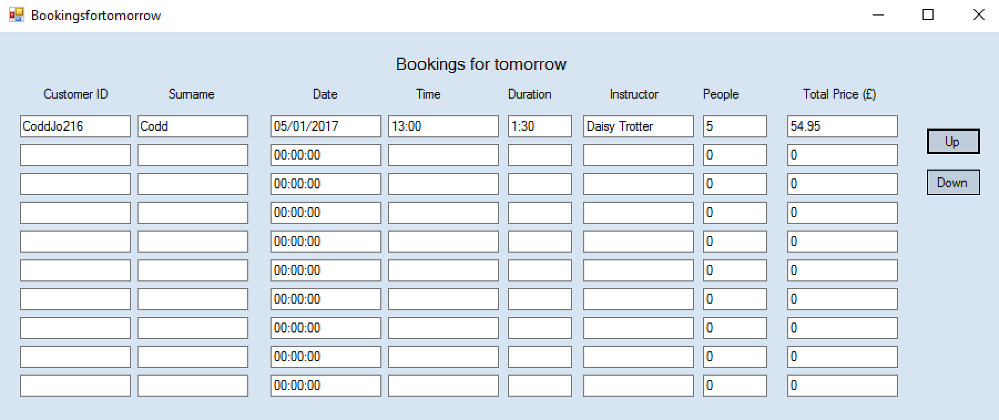 Bookingsfortomorrow
Bookings for tomorrow
Customer ID Surname Date Time Duration Instructor People Total Price (£)
CoddJo216 Codd 05/01/2017 13:00 1:30 Daisy Trotter 5 54.95
Up
00:00:00 0 0
Down
00:00:00 0 0
00:00:00 0 0
00:00:00 0 0
00:00:00 0 0
00:00:00 0 0
00:00:00 0 0
00:00:00 0 0
00:00:00 0 0